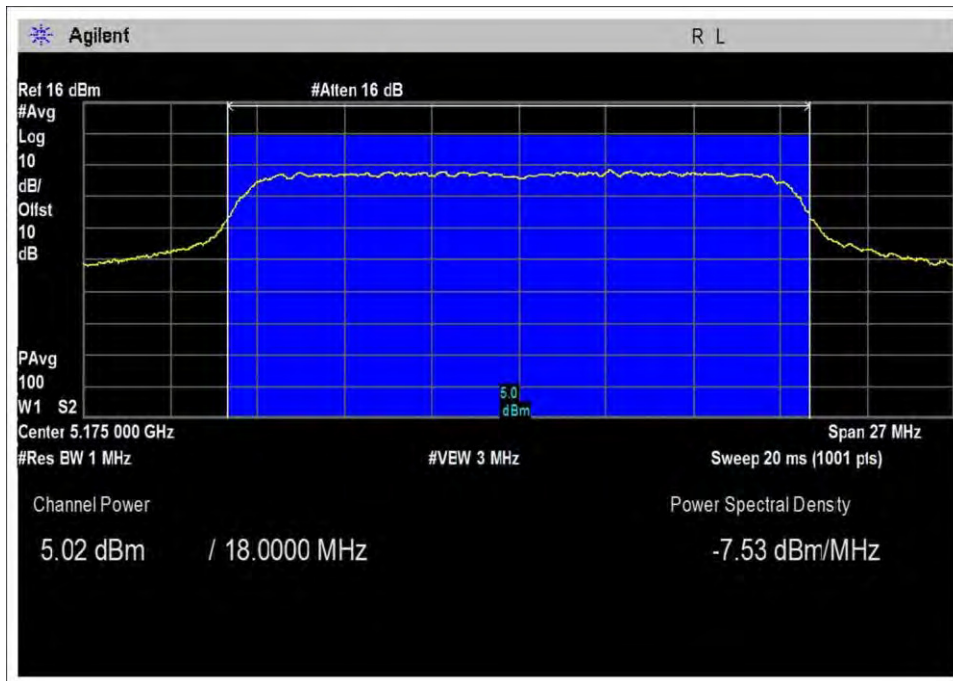 Agilent R L
Ref 16 dBm #Atten 16 dB
#Avg
Log
10
dB/
Offst
10
dB
PAvg
100
W1 S2
5.0
dBm
Center 5.175 000 GHz Span 27 MHz
#Res BW 1 MHz #VBW 3 MHz Sweep 20 ms (1001 pts)
Channel Power Power Spectral Density
5.02 dBm / 18.0000 MHz -7.53 dBm/MHz